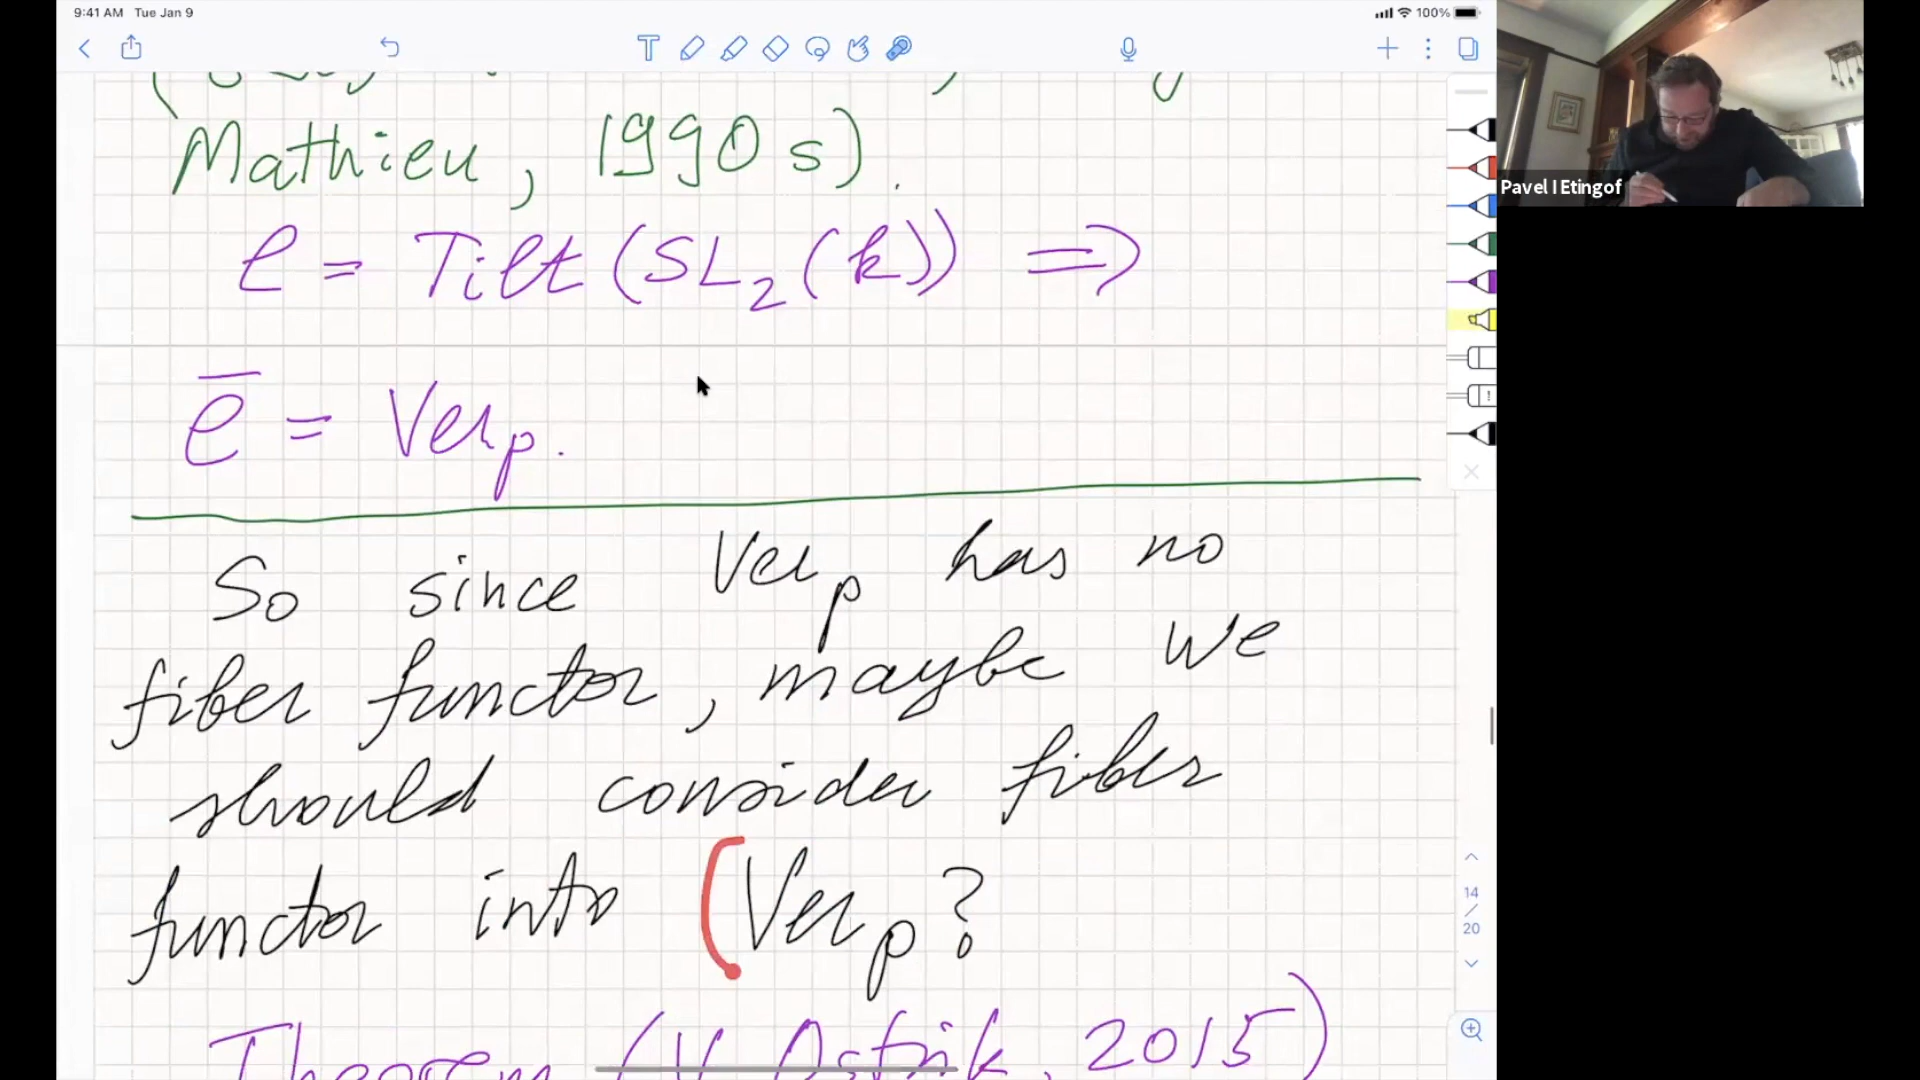 9:41 AM Tue Jan 9
100%
Mathieu, 1990s).
C = Tilt(SL₂(k)) ⇒
C̅ = Ver_p.
So since Ver_p has no
fiber functor, maybe we
should consider fiber
functor into (Ver_p?
Theorem (V. Ostrik, 2015)
Pavel I Etingof
14
/
20